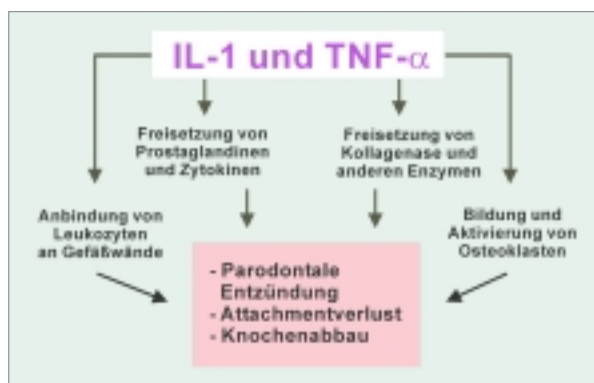 IL-1 und TNF-α
Freisetzung von
Prostaglandinen
und Zytokinen
Freisetzung von
Kollagenase und
anderen Enzymen
Anbindung von
Leukozyten
an Gefäßwände
Bildung und
Aktivierung von
Osteoklasten
- Parodontale
Entzündung
- Attachmentverlust
- Knochenabbau